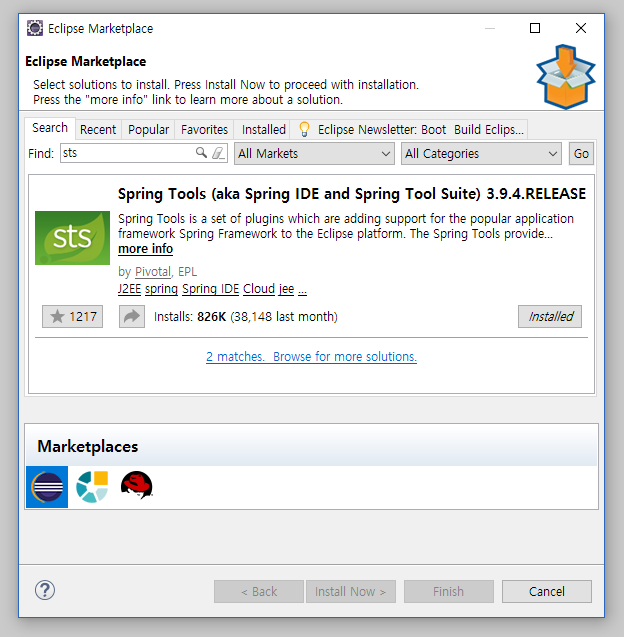 Eclipse Marketplace
Eclipse Marketplace
Select solutions to install. Press Install Now to proceed with installation.
Press the "more info" link to learn more about a solution.
Search Recent Popular Favorites Installed Eclipse Newsletter: Boot Build Eclips...
Find: sts All Markets All Categories Go
Spring Tools (aka Spring IDE and Spring Tool Suite) 3.9.4.RELEASE
sts
Spring Tools is a set of plugins which are adding support for the popular application
framework Spring Framework to the Eclipse platform. The Spring Tools provide...
more info
by Pivotal, EPL
J2EE spring Spring IDE Cloud jee ...
1217 Installs: 826K (38,148 last month) Installed
2 matches. Browse for more solutions.
Marketplaces
? < Back Install Now > Finish Cancel